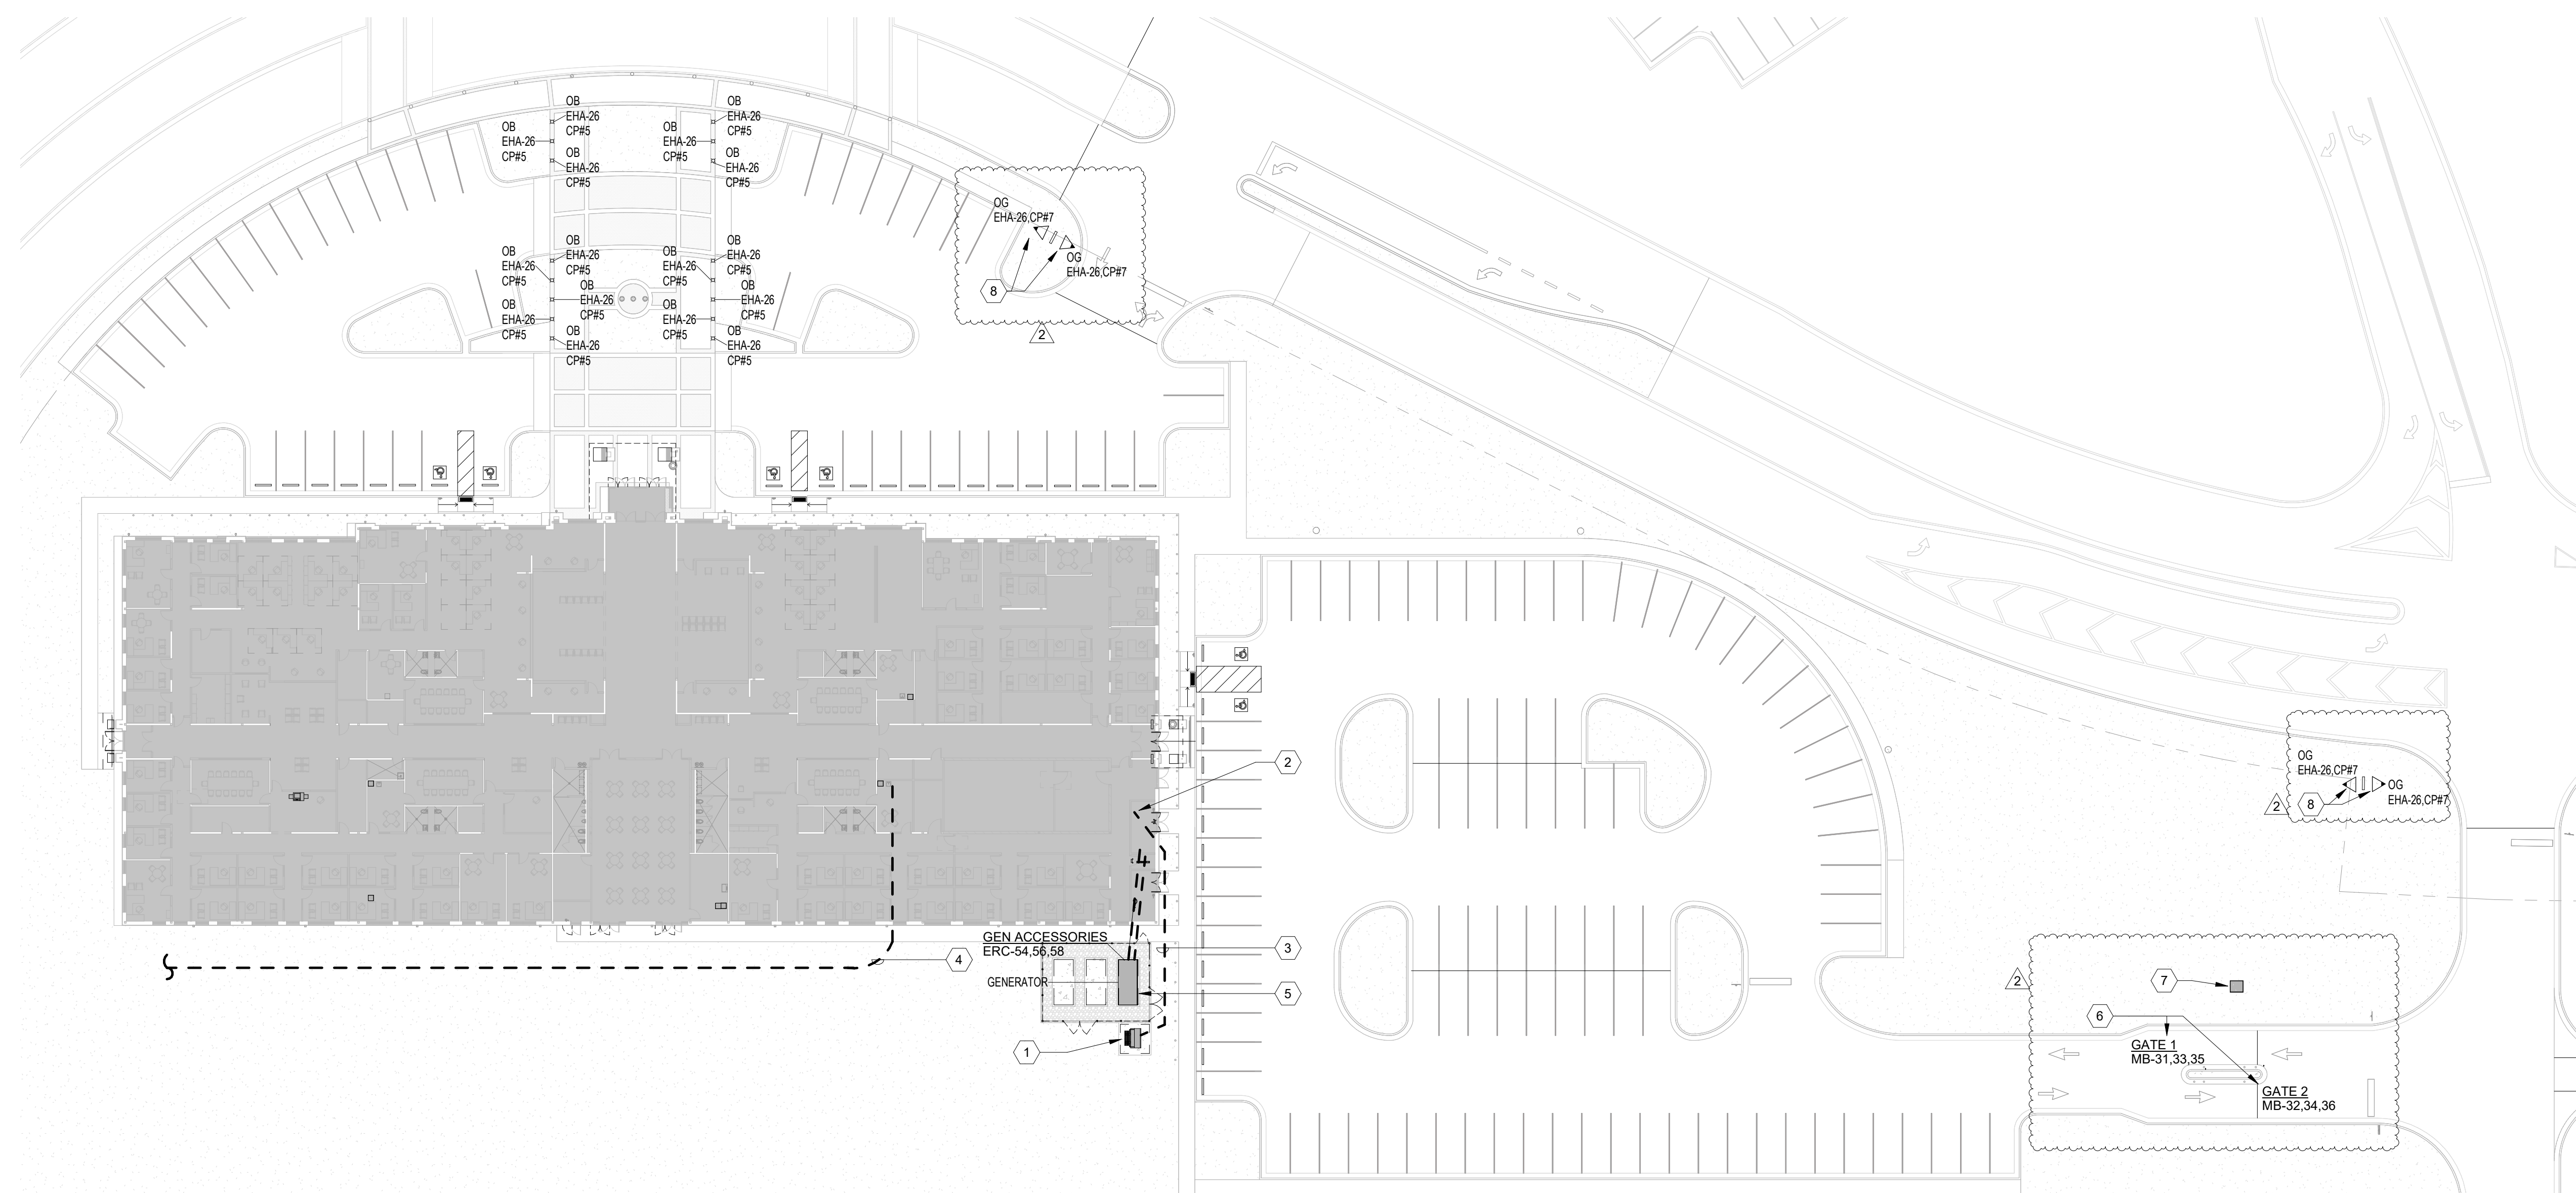 OB
EHA-26
CP#5
OB
EHA-26
CP#5
OB
EHA-26
CP#5
OB
EHA-26
CP#5
OB
EHA-26
CP#5
OB
EHA-26
CP#5
OB
EHA-26
CP#5
OB
EHA-26
CP#5
OB
EHA-26
CP#5
OB
EHA-26
CP#5
OB
EHA-26
CP#5
OB
EHA-26
CP#5
OB
EHA-26
CP#5
OB
EHA-26
CP#5
OB
EHA-26
CP#5
OB
EHA-26
CP#5
OG
EHA-26,CP#7
OG
EHA-26,CP#7
8
2
2
OG
EHA-26,CP#7
OG
EHA-26,CP#7
8
2
GEN ACCESSORIES
ERC-54,56,58
GENERATOR
3
4
5
1
2
7
6
GATE 1
MB-31,33,35
GATE 2
MB-32,34,36